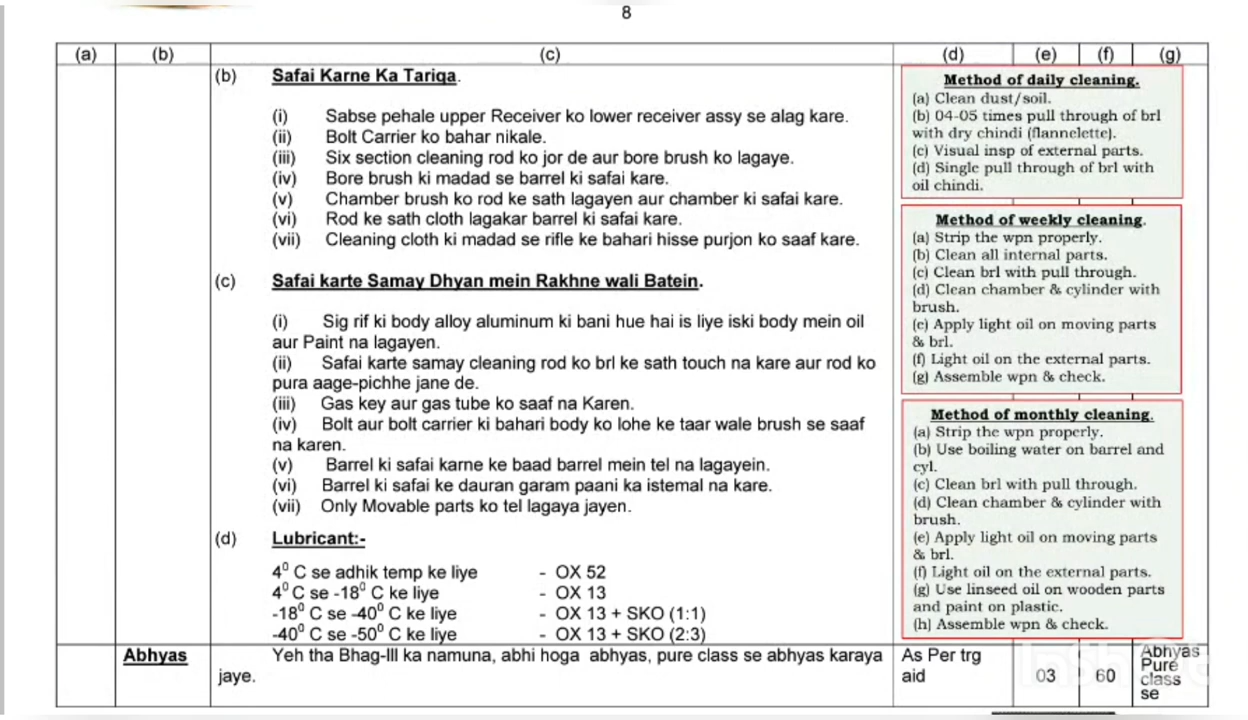 8
(a) (b) (c) (d) (e) (f) (g)
(b) Safai Karne Ka Tariqa.
(i) Sabse pehale upper Receiver ko lower receiver assy se alag kare.
(ii) Bolt Carrier ko bahar nikale.
(iii) Six section cleaning rod ko jor de aur bore brush ko lagaye.
(iv) Bore brush ki madad se barrel ki safai kare.
(v) Chamber brush ko rod ke sath lagayen aur chamber ki safai kare.
(vi) Rod ke sath cloth lagakar barrel ki safai kare.
(vii) Cleaning cloth ki madad se rifle ke bahari hisse purjon ko saaf kare.
(c) Safai karte Samay Dhyan mein Rakhne wali Batein.
(i) Sig rif ki body alloy aluminum ki bani hue hai is liye iski body mein oil
aur Paint na lagayen.
(ii) Safai karte samay cleaning rod ko brl ke sath touch na kare aur rod ko
pura aage-pichhe jane de.
(iii) Gas key aur gas tube ko saaf na Karen.
(iv) Bolt aur bolt carrier ki bahari body ko lohe ke taar wale brush se saaf
na karen.
(v) Barrel ki safai karne ke baad barrel mein tel na lagayein.
(vi) Barrel ki safai ke dauran garam paani ka istemal na kare.
(vii) Only Movable parts ko tel lagaya jayen.
(d) Lubricant:-
4⁰ C se adhik temp ke liye - OX 52
4⁰ C se -18⁰ C ke liye - OX 13
-18⁰ C se -40⁰ C ke liye - OX 13 + SKO (1:1)
-40⁰ C se -50⁰ C ke liye - OX 13 + SKO (2:3)
Method of daily cleaning.
(a) Clean dust/soil.
(b) 04-05 times pull through of brl
with dry chindi (flannelette).
(c) Visual insp of external parts.
(d) Single pull through of brl with
oil chindi.
Method of weekly cleaning.
(a) Strip the wpn properly.
(b) Clean all internal parts.
(c) Clean brl with pull through.
(d) Clean chamber & cylinder with
brush.
(e) Apply light oil on moving parts
& brl.
(f) Light oil on the external parts.
(g) Assemble wpn & check.
Method of monthly cleaning.
(a) Strip the wpn properly.
(b) Use boiling water on barrel and
cyl.
(c) Clean brl with pull through.
(d) Clean chamber & cylinder with
brush.
(e) Apply light oil on moving parts
& brl.
(f) Light oil on the external parts.
(g) Use linseed oil on wooden parts
and paint on plastic.
(h) Assemble wpn & check.
Abhyas
Yeh tha Bhag-III ka namuna, abhi hoga abhyas, pure class se abhyas karaya
jaye.
As Per trg
aid
03
60
Abhyas
Pure
class
se
InShot